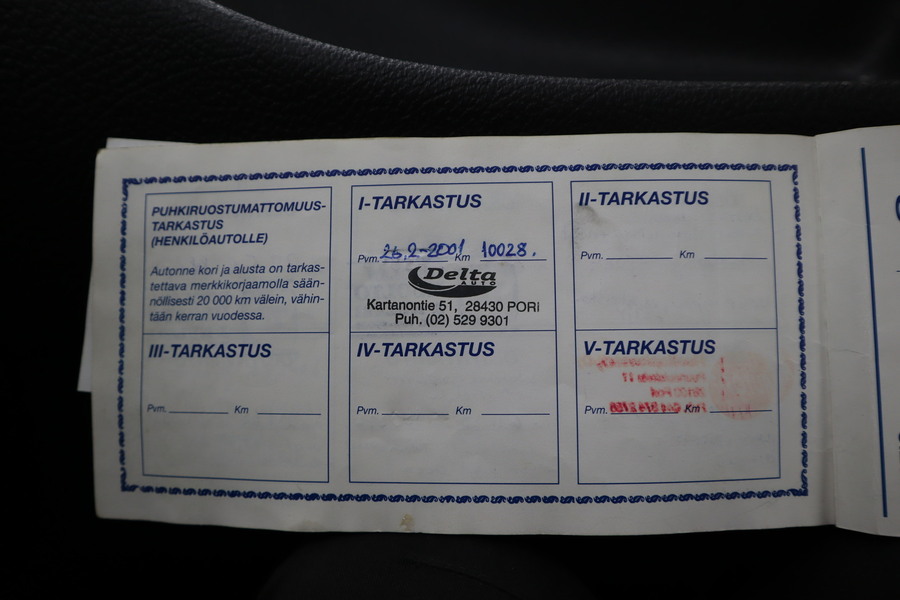 PUHKIRUOSTUMATTOMUUS-
TARKASTUS
(HENKILÖAUTOLLE)
Autonne kori ja alusta on tarkas-
tettava merkkikorjaamolla sään-
nöllisesti 20 000 km välein, vähin-
tään kerran vuodessa.
I-TARKASTUS
Pvm. 26.2-2001 Km 10028.
Delta
AUTO
Kartanontie 51, 28430 PORI
Puh. (02) 529 9301
II-TARKASTUS
Pvm. Km
III-TARKASTUS
Pvm. Km
IV-TARKASTUS
Pvm. Km
V-TARKASTUS
Pvm. Km